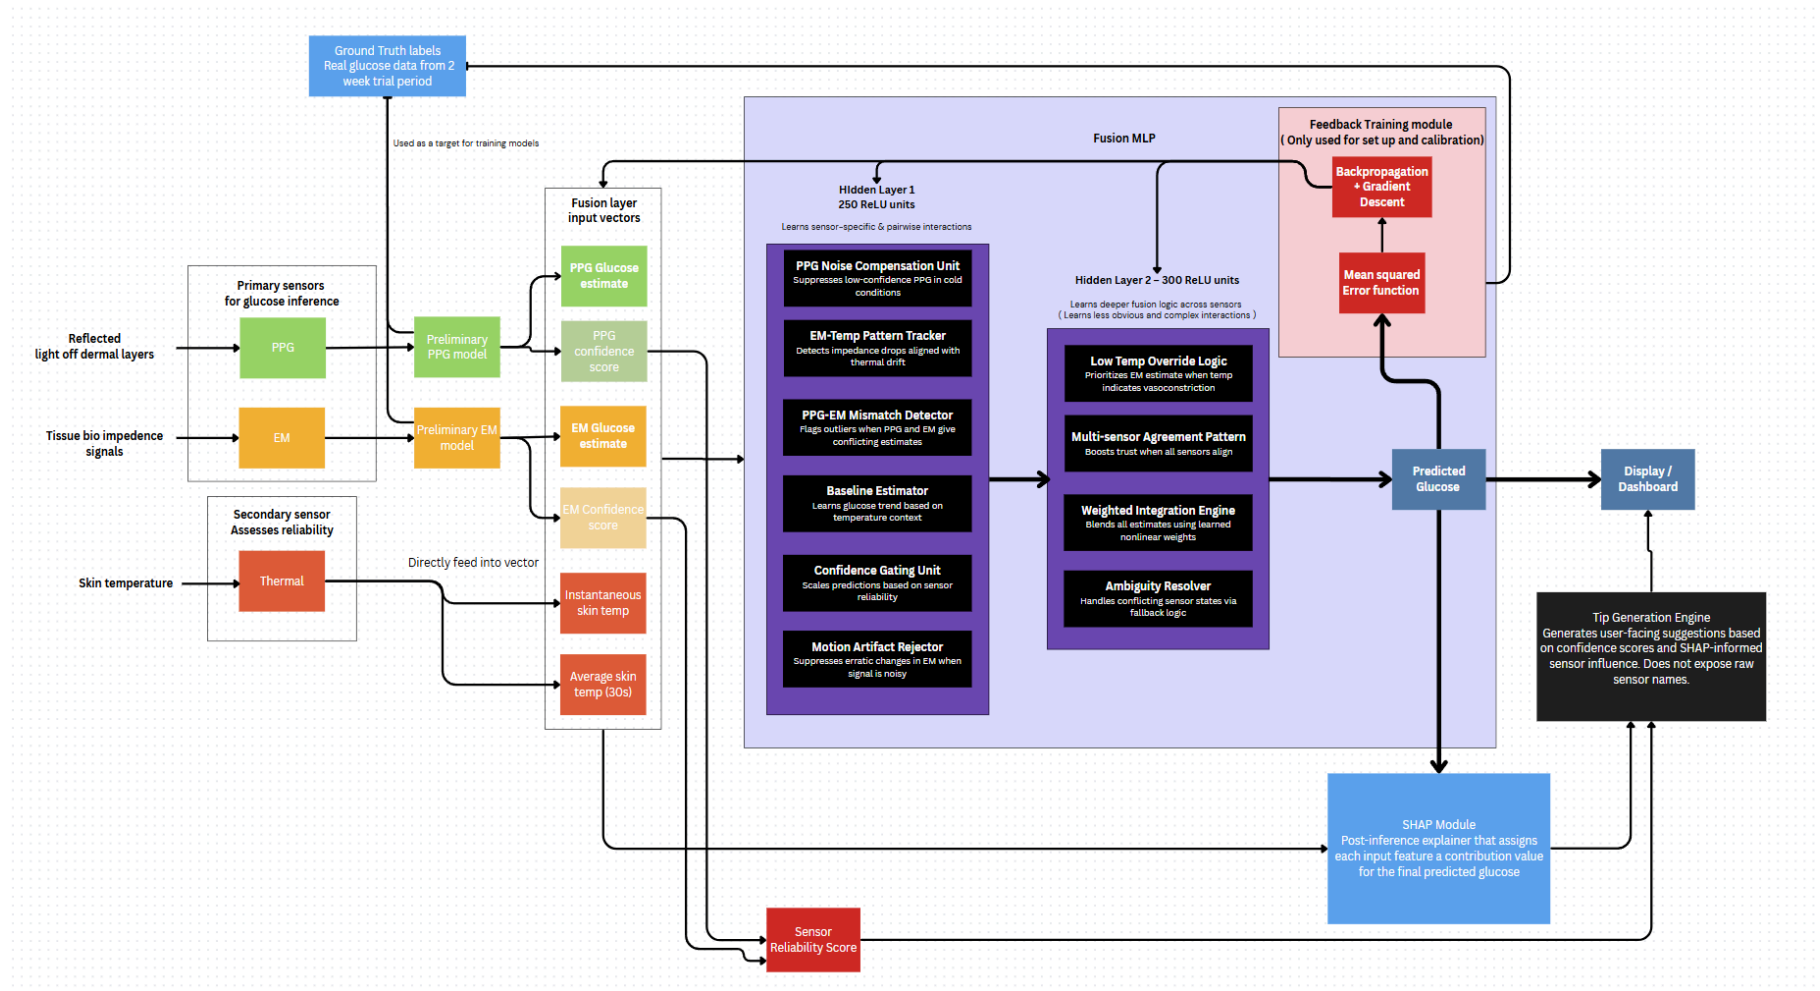 Ground Truth labels
Real glucose data from 2
week trial period
Used as a target for training models
Primary sensors
for glucose inference
Reflected
light off dermal layers
PPG
Preliminary
PPG model
Tissue bio impedence
signals
EM
Preliminary EM
model
Secondary sensor
Assesses reliability
Skin temperature
Thermal
Directly feed into vector
Fusion layer
input vectors
PPG Glucose
estimate
PPG
confidence
score
EM Glucose
estimate
EM Confidence
score
Instantaneous
skin temp
Average skin
temp (30s)
Fusion MLP
HIdden Layer 1
250 ReLU units
Learns sensor-specific & pairwise interactions
PPG Noise Compensation Unit
Suppresses low-confidence PPG in cold
conditions
EM-Temp Pattern Tracker
Detects impedance drops aligned with
thermal drift
PPG-EM Mismatch Detector
Flags outliers when PPG and EM give
conflicting estimates
Baseline Estimator
Learns glucose trend based on
temperature context
Confidence Gating Unit
Scales predictions based on sensor
reliability
Motion Artifact Rejector
Suppresses erratic changes in EM when
signal is noisy
Hidden Layer 2 – 300 ReLU units
Learns deeper fusion logic across sensors
( Learns less obvious and complex interactions )
Low Temp Override Logic
Prioritizes EM estimate when temp
indicates vasoconstriction
Multi-sensor Agreement Pattern
Boosts trust when all sensors align
Weighted Integration Engine
Blends all estimates using learned
nonlinear weights
Ambiguity Resolver
Handles conflicting sensor states via
fallback logic
Feedback Training module
( Only used for set up and calibration)
Backpropagation
+ Gradient
Descent
Mean squared
Error function
Predicted
Glucose
Display /
Dashboard
Tip Generation Engine
Generates user-facing suggestions based
on confidence scores and SHAP-informed
sensor influence. Does not expose raw
sensor names.
SHAP Module
Post-inference explainer that assigns
each input feature a contribution value
for the final predicted glucose
Sensor
Reliability Score